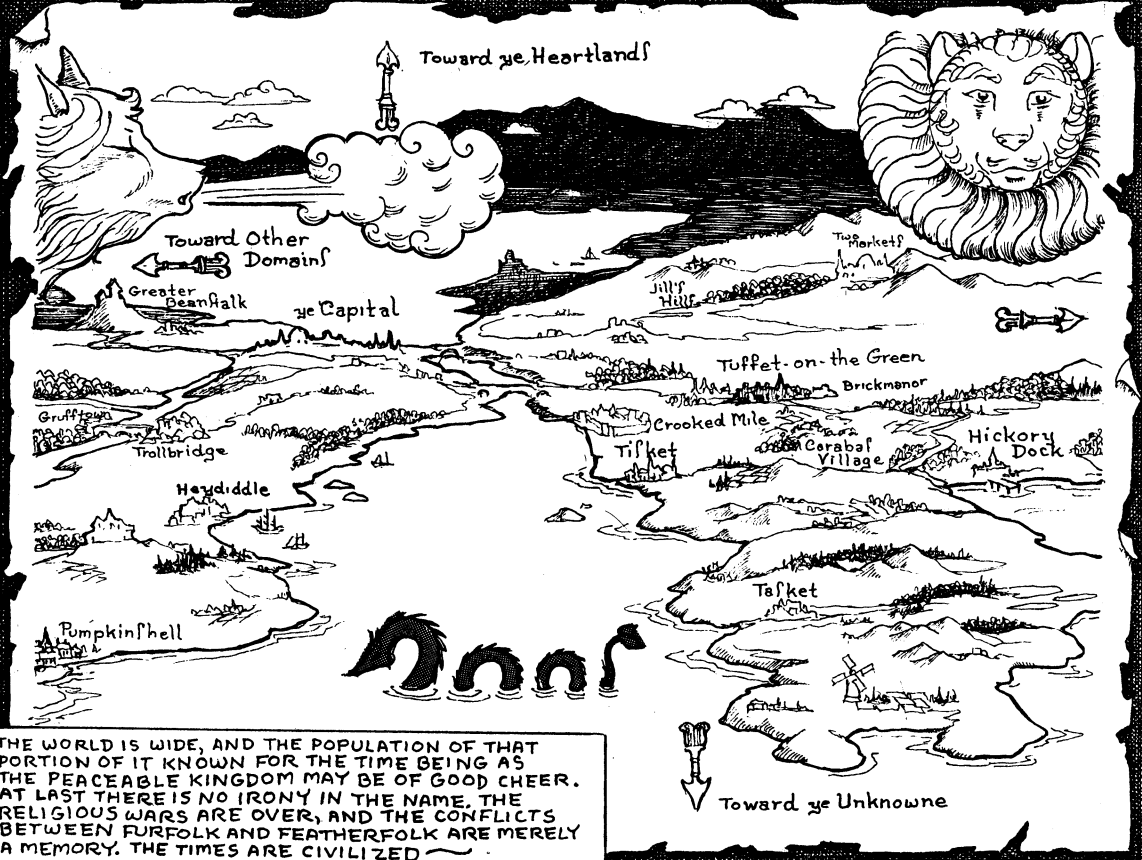 Toward ye Heartlands
Toward Other
Domains
Two
Markets
Greater
Beanstalk
ye Capital
Jill's
Hills
Tuffet-on-the Green
Brickmanor
Grufftown
Trollbridge
Crooked Mile
Tisket
Carabas
Village
Hickory
Dock
Heydiddle
Tasket
Pumpkinshell
Toward ye Unknowne
THE WORLD IS WIDE, AND THE POPULATION OF THAT
PORTION OF IT KNOWN FOR THE TIME BEING AS
THE PEACEABLE KINGDOM MAY BE OF GOOD CHEER.
AT LAST THERE IS NO IRONY IN THE NAME. THE
RELIGIOUS WARS ARE OVER, AND THE CONFLICTS
BETWEEN FURFOLK AND FEATHERFOLK ARE MERELY
A MEMORY. THE TIMES ARE CIVILIZED —